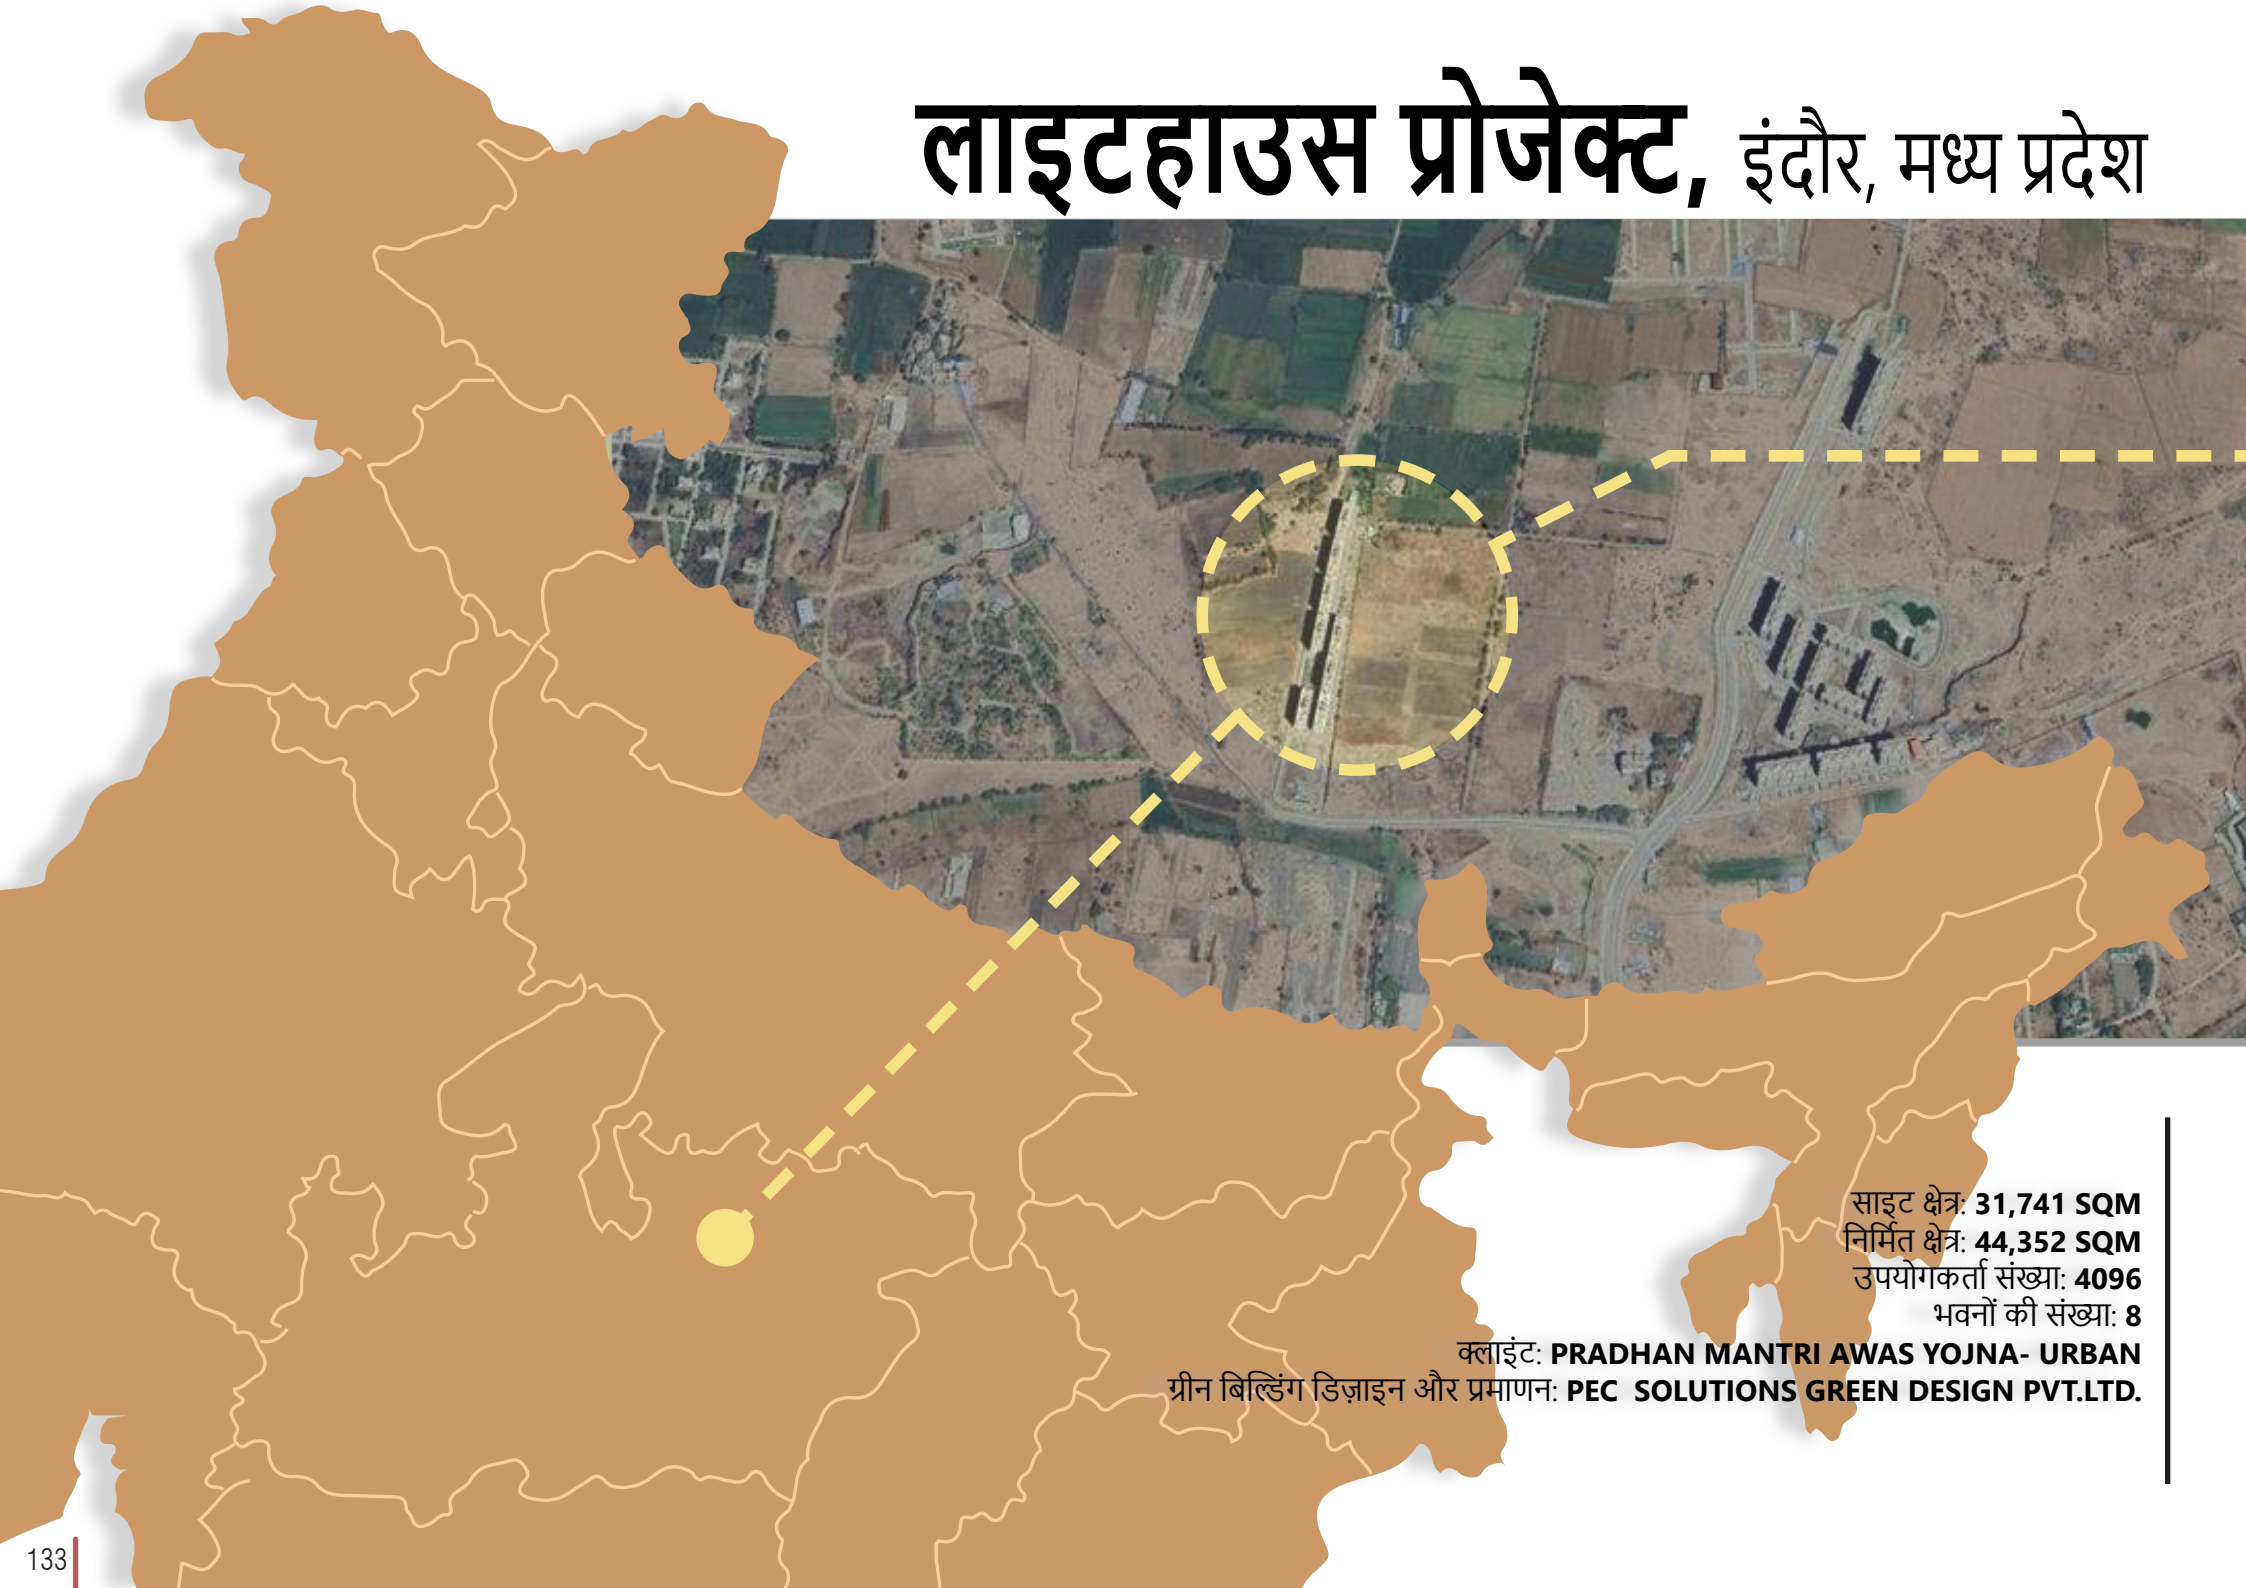 लाइटहाउस प्रोजेक्ट, इंदौर, मध्य प्रदेश
साइट क्षेत्र: 31,741 SQM
निर्मित क्षेत्र: 44,352 SQM
उपयोगकर्ता संख्या: 4096
भवनों की संख्या: 8
क्लाइंट: PRADHAN MANTRI AWAS YOJNA- URBAN
ग्रीन बिल्डिंग डिज़ाइन और प्रमाणन: PEC SOLUTIONS GREEN DESIGN PVT.LTD.
133